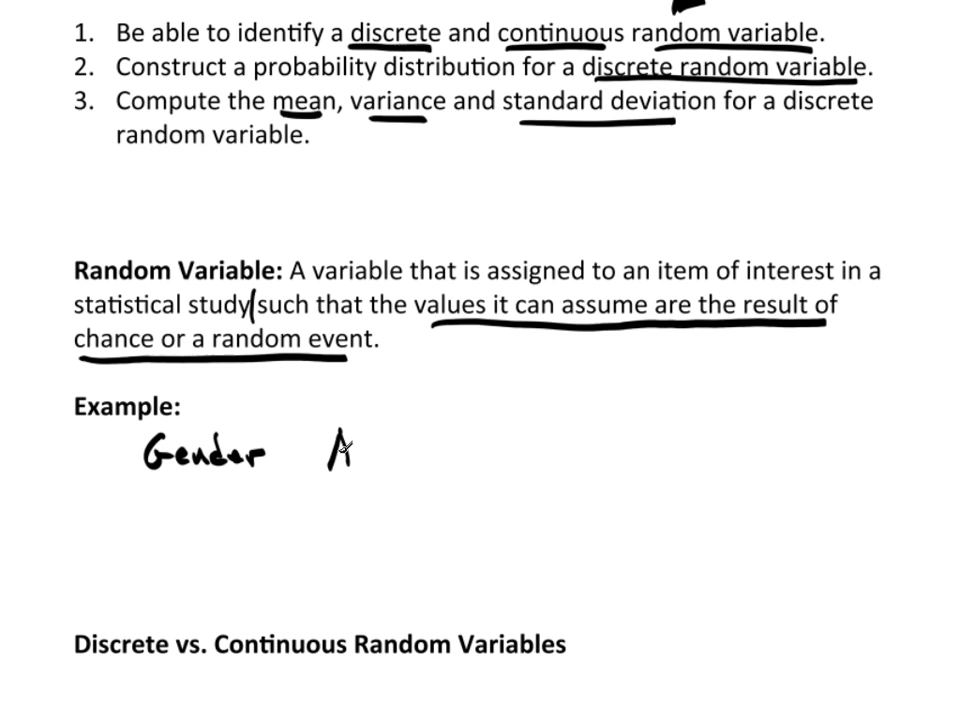 1. Be able to identify a discrete and continuous random variable.
2. Construct a probability distribution for a discrete random variable.
3. Compute the mean, variance and standard deviation for a discrete
random variable.
Random Variable: A variable that is assigned to an item of interest in a
statistical study such that the values it can assume are the result of
chance or a random event.
Example:
Gender A
Discrete vs. Continuous Random Variables